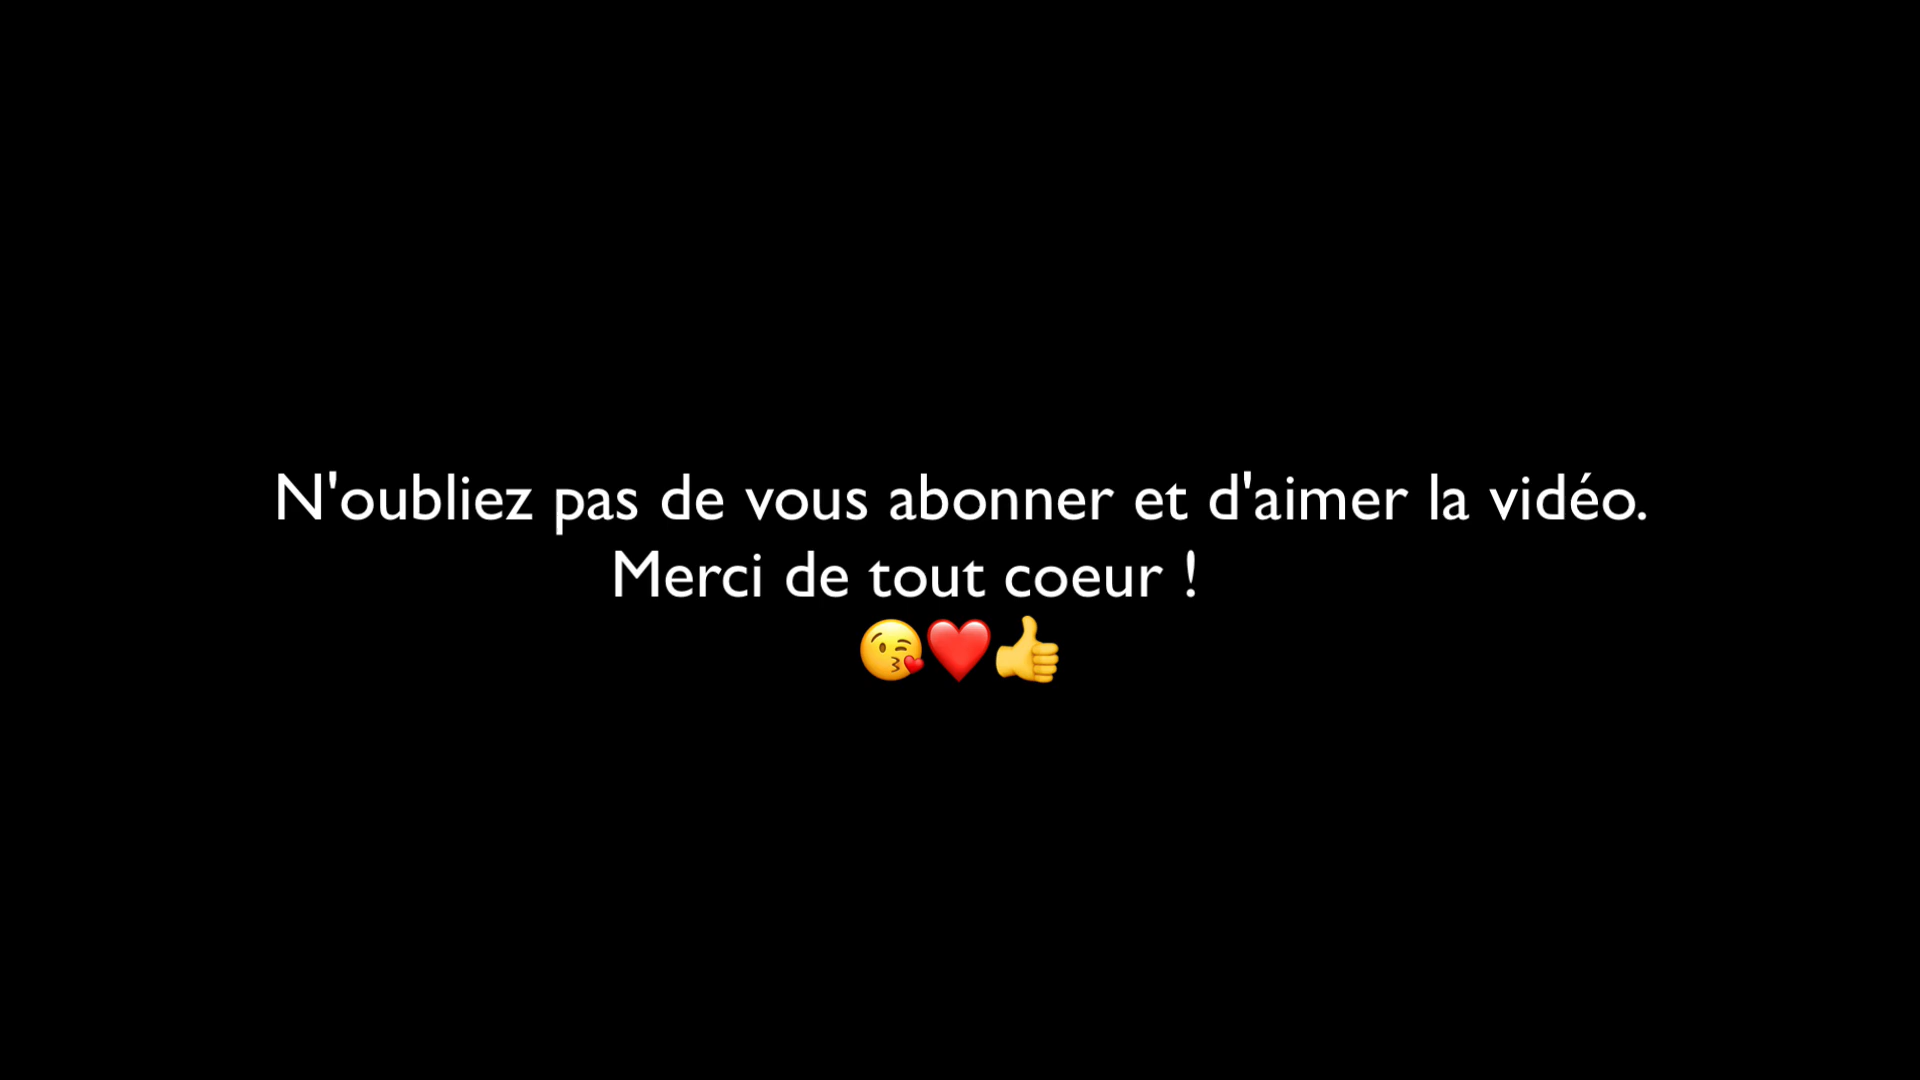 N'oubliez pas de vous abonner et d'aimer la vidéo.
Merci de tout coeur !
😘❤️👍